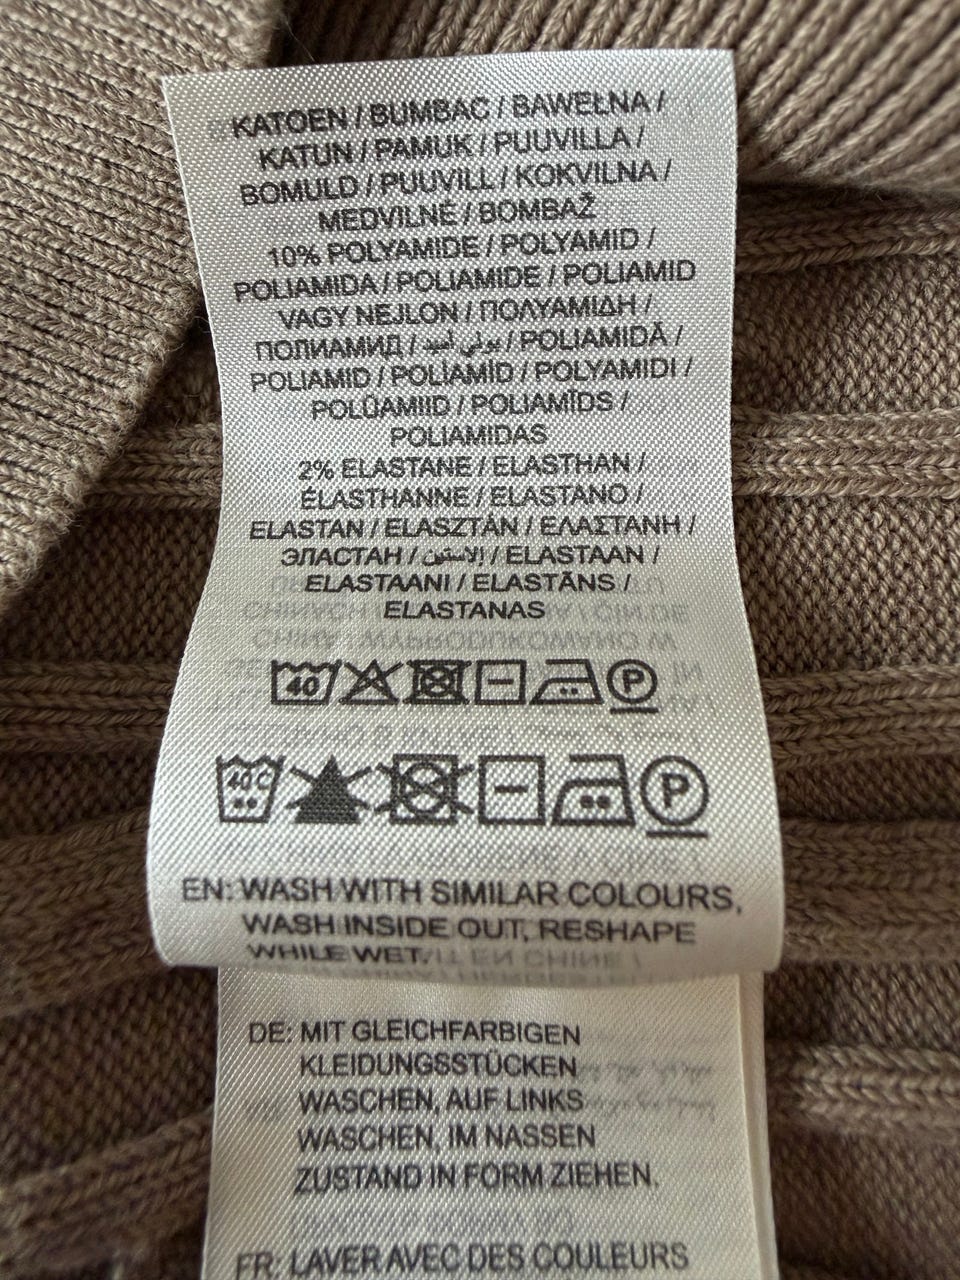 KATOEN / BUMBAC / BAWEŁNA /
KATUN / PAMUK / PUUVILLA /
BOMULD / PUUVILL / KOKVILNA /
MEDVILNĖ / BOMBAŽ
10% POLYAMIDE / POLYAMID /
POLIAMIDA / POLIAMIDE / POLIAMID
VAGY NEJLON / ΠΟΛΥΑΜΙΔΗ /
ПОЛИАМИД / بولي أميد / POLIAMIDĂ /
POLIAMID / POLİAMİD / POLYAMIDI /
POLÜAMIID / POLIAMĪDS /
POLIAMIDAS
2% ELASTANE / ELASTHAN /
ÉLASTHANNE / ELASTANO /
ELASTAN / ELASZTÁN / ΕΛΑΣΤΑΝΗ /
ЭЛАСТАН / الاستين / ELASTAAN /
ELASTAANI / ELASTĀNS /
ELASTANAS
40 P
40 C P
EN: WASH WITH SIMILAR COLOURS,
WASH INSIDE OUT, RESHAPE
WHILE WET.
DE: MIT GLEICHFARBIGEN
KLEIDUNGSSTÜCKEN
WASCHEN, AUF LINKS
WASCHEN, IM NASSEN
ZUSTAND IN FORM ZIEHEN.
FR: LAVER AVEC DES COULEURS